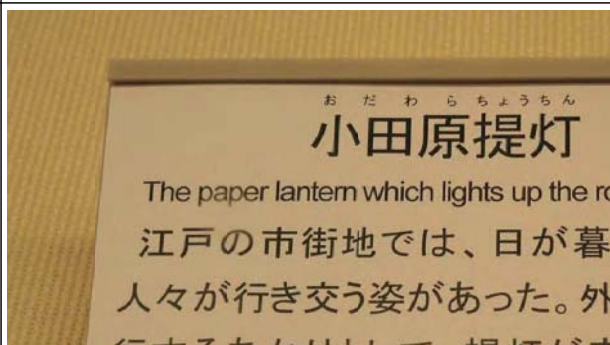 おだわらちょうちん
小田原提灯
The paper lantern which lights up the
江戸の市街地では、日が暮
人々が行き交う姿があった。外